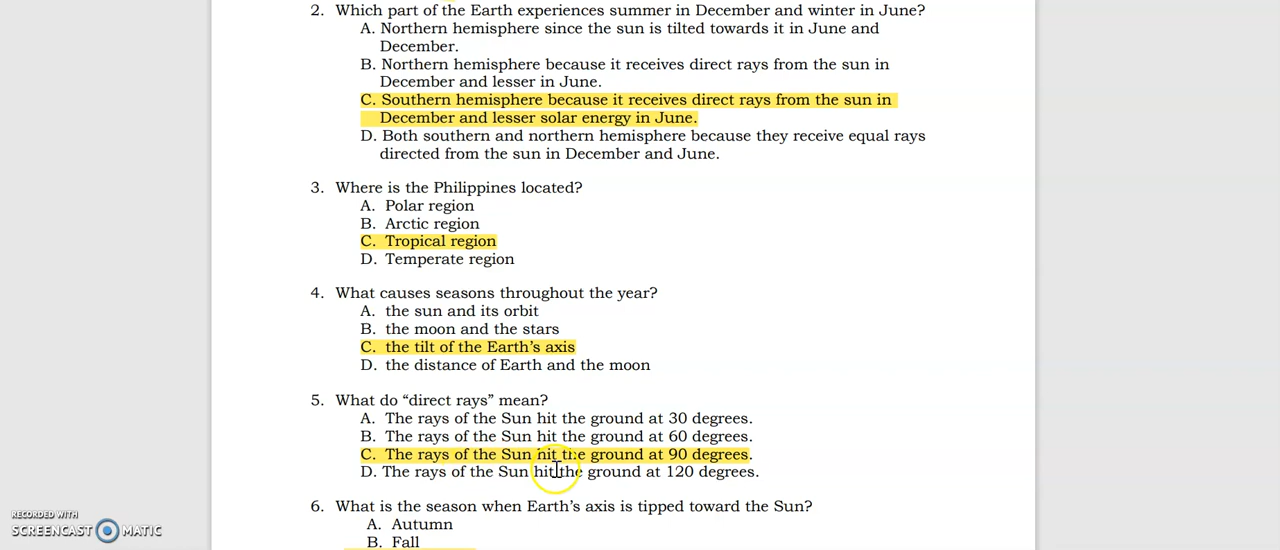 2. Which part of the Earth experiences summer in December and winter in June?
A. Northern hemisphere since the sun is tilted towards it in June and
December.
B. Northern hemisphere because it receives direct rays from the sun in
December and lesser in June.
C. Southern hemisphere because it receives direct rays from the sun in
December and lesser solar energy in June.
D. Both southern and northern hemisphere because they receive equal rays
directed from the sun in December and June.
3. Where is the Philippines located?
A. Polar region
B. Arctic region
C. Tropical region
D. Temperate region
4. What causes seasons throughout the year?
A. the sun and its orbit
B. the moon and the stars
C. the tilt of the Earth's axis
D. the distance of Earth and the moon
5. What do “direct rays” mean?
A. The rays of the Sun hit the ground at 30 degrees.
B. The rays of the Sun hit the ground at 60 degrees.
C. The rays of the Sun hit the ground at 90 degrees.
D. The rays of the Sun hit the ground at 120 degrees.
6. What is the season when Earth's axis is tipped toward the Sun?
A. Autumn
B. Fall
RECORDED WITH
SCREENCAST MATIC